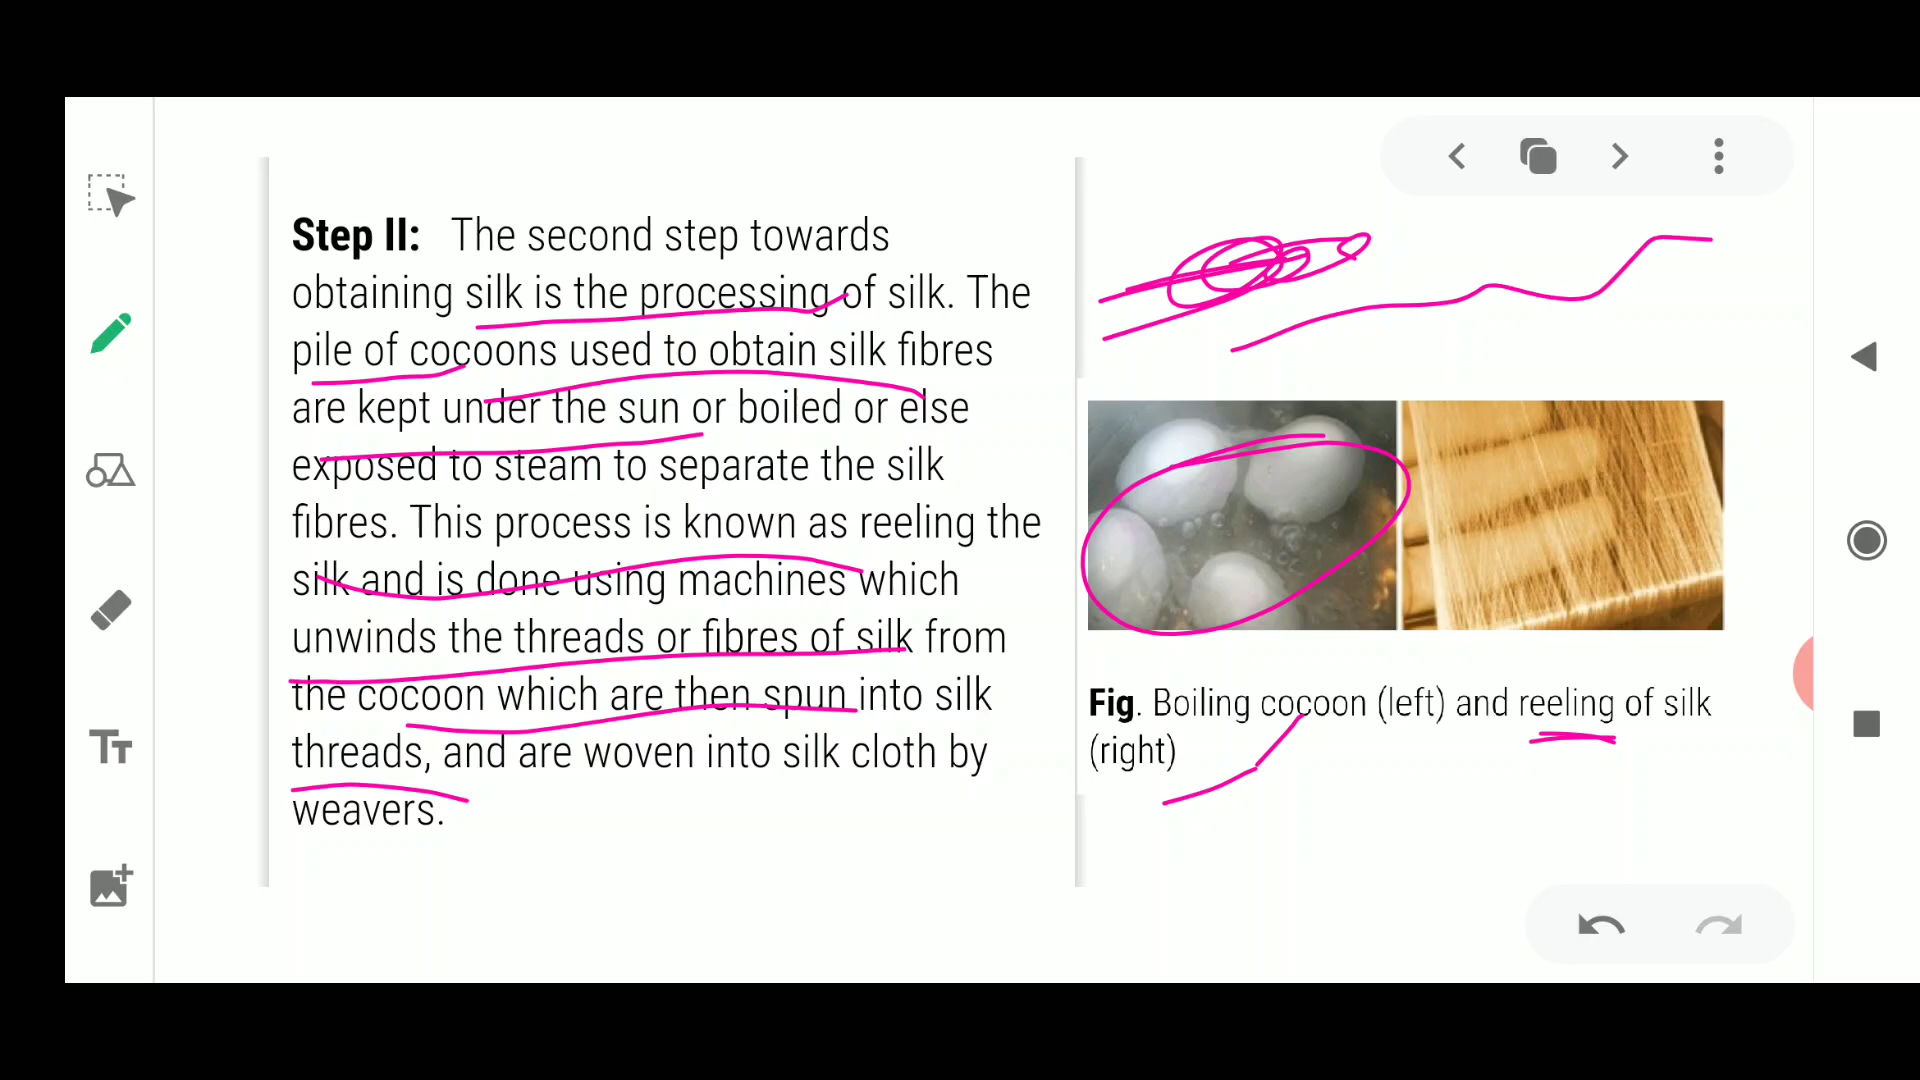 Step II: The second step towards
obtaining silk is the processing of silk. The
pile of cocoons used to obtain silk fibres
are kept under the sun or boiled or else
exposed to steam to separate the silk
fibres. This process is known as reeling the
silk and is done using machines which
unwinds the threads or fibres of silk from
the cocoon which are then spun into silk
threads, and are woven into silk cloth by
weavers.
Fig. Boiling cocoon (left) and reeling of silk
(right)
TT